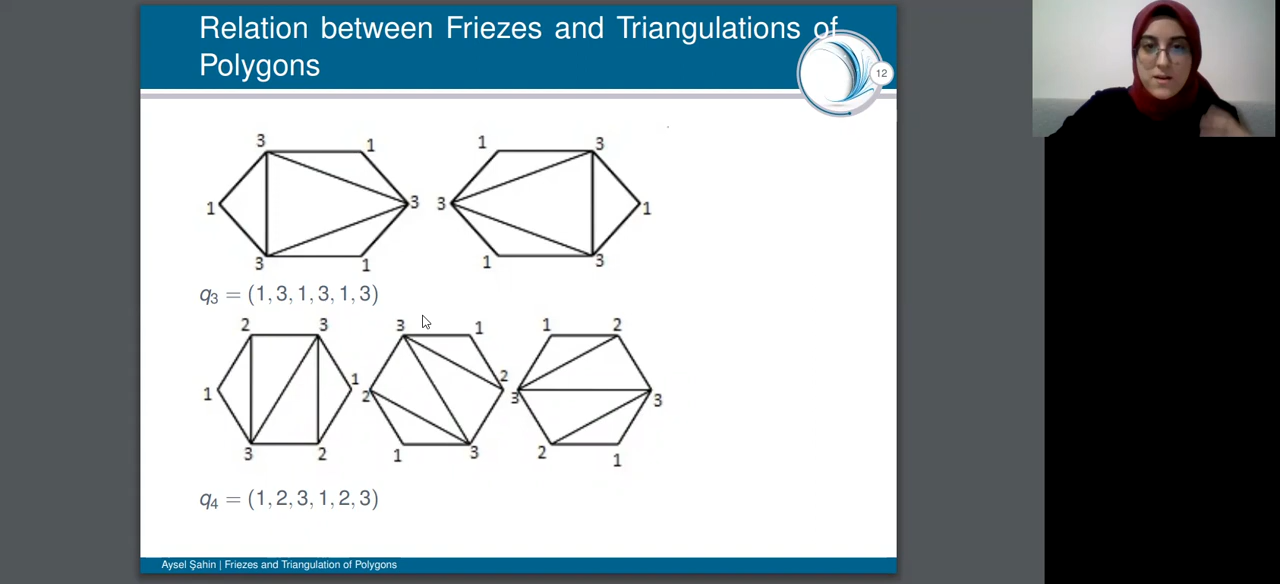 Relation between Friezes and Triangulations of
Polygons
12
3 1 1 3
1 3 3 1
3 1 1 3
q₃ = (1, 3, 1, 3, 1, 3)
2 3 3 1 1 2
1 1 2 2 3 3
3 2 1 3 2 1
q₄ = (1, 2, 3, 1, 2, 3)
Aysel Şahin | Friezes and Triangulation of Polygons